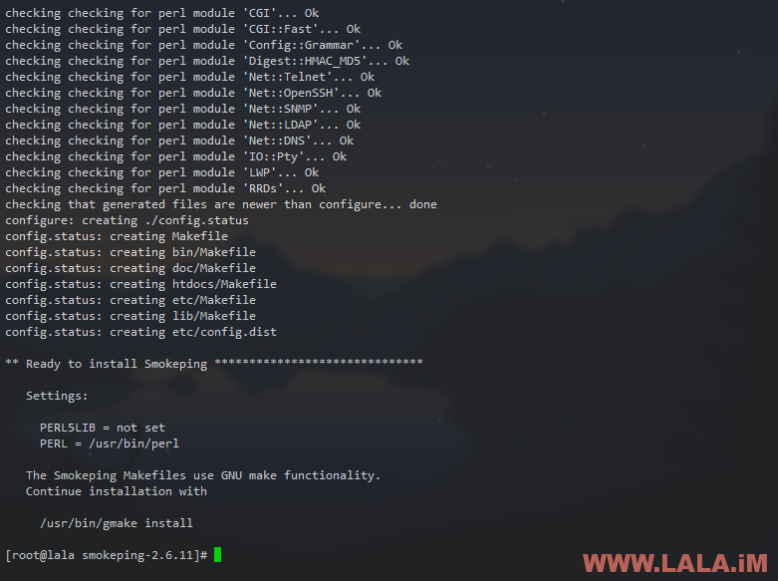 checking checking for perl module 'CGI'... Ok
checking checking for perl module 'CGI::Fast'... Ok
checking checking for perl module 'Config::Grammar'... Ok
checking checking for perl module 'Digest::HMAC_MD5'... Ok
checking checking for perl module 'Net::Telnet'... Ok
checking checking for perl module 'Net::OpenSSH'... Ok
checking checking for perl module 'Net::SNMP'... Ok
checking checking for perl module 'Net::LDAP'... Ok
checking checking for perl module 'Net::DNS'... Ok
checking checking for perl module 'IO::Pty'... Ok
checking checking for perl module 'LWP'... Ok
checking checking for perl module 'RRDs'... Ok
checking that generated files are newer than configure... done
configure: creating ./config.status
config.status: creating Makefile
config.status: creating bin/Makefile
config.status: creating doc/Makefile
config.status: creating htdocs/Makefile
config.status: creating etc/Makefile
config.status: creating lib/Makefile
config.status: creating etc/config.dist
** Ready to install Smokeping ******************************
Settings:
PERL5LIB = not set
PERL = /usr/bin/perl
The Smokeping Makefiles use GNU make functionality.
Continue installation with
/usr/bin/gmake install
[root@lala smokeping-2.6.11]#
WWW.LALA.iM